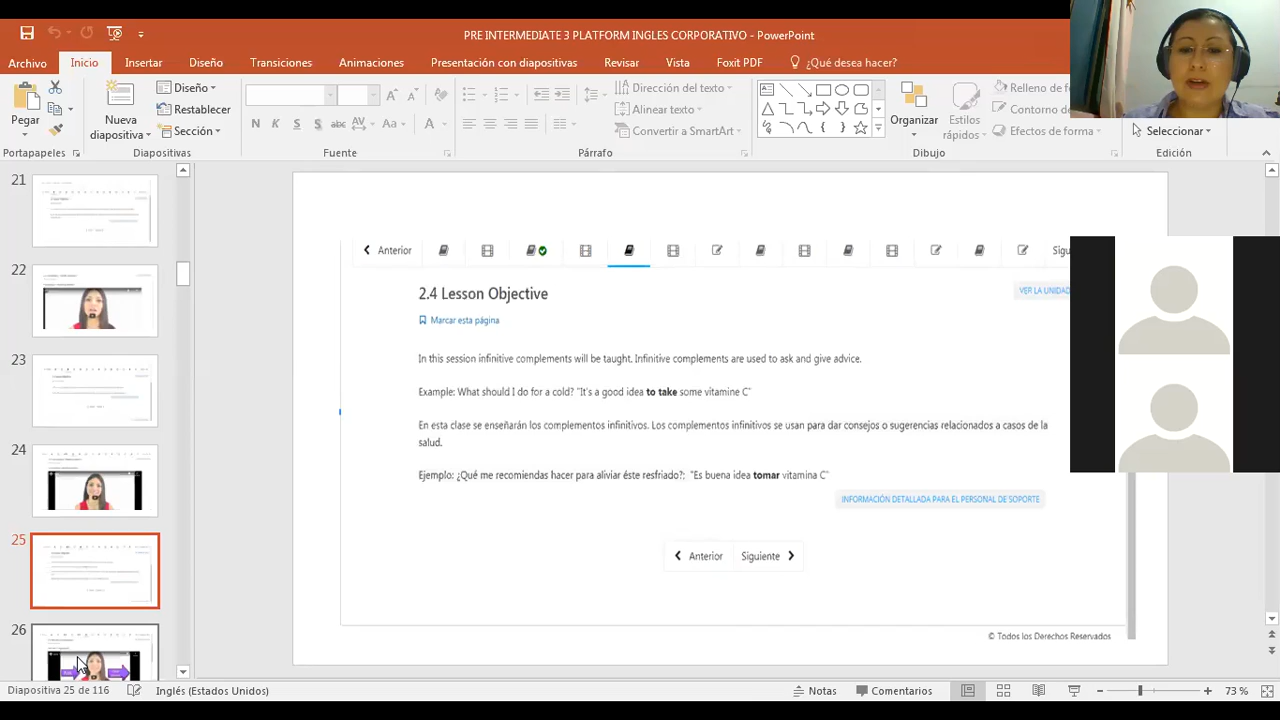 PRE INTERMEDIATE 3 PLATFORM INGLES CORPORATIVO - PowerPoint
Archivo
Inicio
Insertar
Diseño
Transiciones
Animaciones
Presentación con diapositivas
Revisar
Vista
Foxit PDF
¿Qué desea hacer?
Pegar
Nueva
diapositiva
Diseño
Restablecer
Sección
N K S S abc AV Aa A
Dirección del texto
Alinear texto
Convertir a SmartArt
Organizar
Estilos
rápidos
Relleno de fo
Contorno de
Efectos de forma
Seleccionar
Portapapeles
Diapositivas
Fuente
Párrafo
Dibujo
Edición
21
22
23
24
25
26
Anterior
Sigu
2.4 Lesson Objective
VER LA UNIDAD
Marcar esta página
In this session infinitive complements will be taught. Infinitive complements are used to ask and give advice.
Example: What should I do for a cold? "It's a good idea to take some vitamine C"
En esta clase se enseñarán los complementos infinitivos. Los complementos infinitivos se usan para dar consejos o sugerencias relacionados a casos de la
salud.
Ejemplo: ¿Qué me recomiendas hacer para aliviar éste resfriado?; "Es buena idea tomar vitamina C"
INFORMACIÓN DETALLADA PARA EL PERSONAL DE SOPORTE
Anterior
Siguiente
© Todos los Derechos Reservados
Diapositiva 25 de 116
Inglés (Estados Unidos)
Notas
Comentarios
73 %